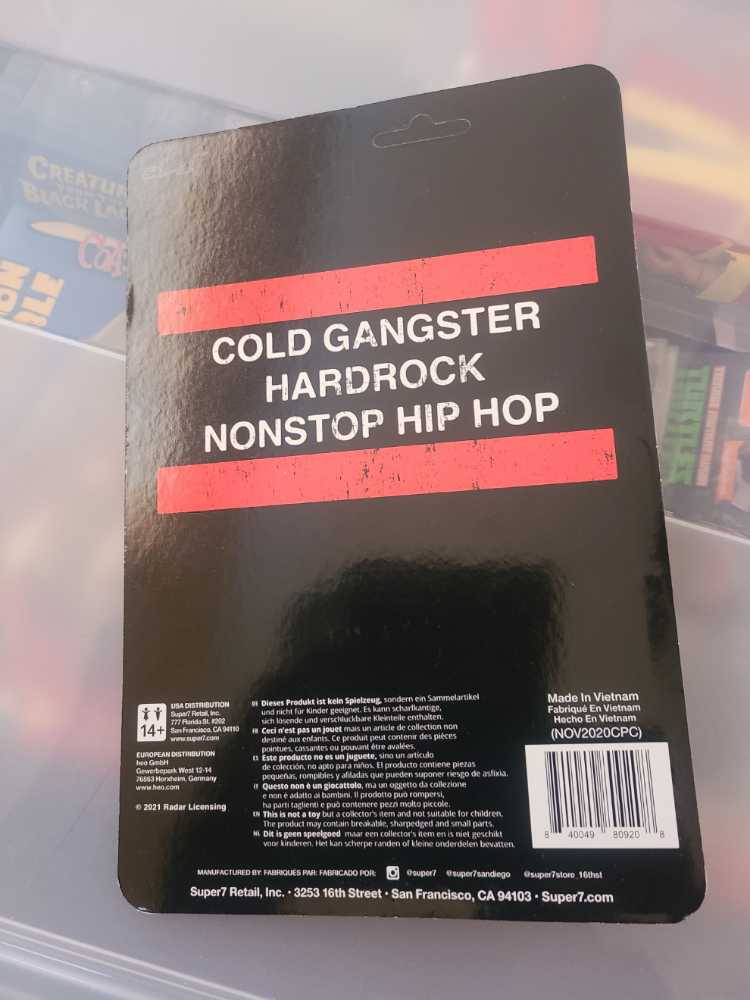 COLD GANGSTER
HARDROCK
NONSTOP HIP HOP
14+
USA DISTRIBUTION
Super7 Retail, Inc.
777 Florida St. #202
San Francisco, CA 94110
www.super7.com
EUROPEAN DISTRIBUTION
heo GmbH
Gewerbepark West 12-14
76863 Herxheim, Germany
www.heo.com
© 2021 Radar Licensing
DE Dieses Produkt ist kein Spielzeug, sondern ein Sammelartikel
und nicht für Kinder geeignet. Es kann scharfkantige,
sich lösende und verschluckbare Kleinteile enthalten.
FR Ceci n'est pas un jouet mais un article de collection non
destiné aux enfants. Ce produit peut contenir des pièces
pointues, cassantes ou pouvant être avalées.
ES Este producto no es un juguete, sino un artículo
de colección, no apto para niños. El producto contiene piezas
pequeñas, rompibles y afiladas que pueden suponer riesgo de asfixia.
IT Questo non è un giocattolo, ma un oggetto da collezione
e non è adatto ai bambini. Il prodotto può rompersi,
ha parti taglienti e può contenere pezzi molto piccole.
EN This is not a toy but a collector's item and not suitable for children.
The product may contain breakable, sharpedged and small parts.
NL Dit is geen speelgoed maar een collector's item en is niet geschikt
voor kinderen. Het kan scherpe randen of kleine onderdelen bevatten.
Made In Vietnam
Fabriqué En Vietnam
Hecho En Vietnam
(NOV2020CPC)
8 40049 80920 8
MANUFACTURED BY: FABRIQUÉS PAR: FABRICADO POR: @super7 @super7sandiego @super7store_16thst
Super7 Retail, Inc. • 3253 16th Street • San Francisco, CA 94103 • Super7.com
CREATU
BLACK LA
TURTLES